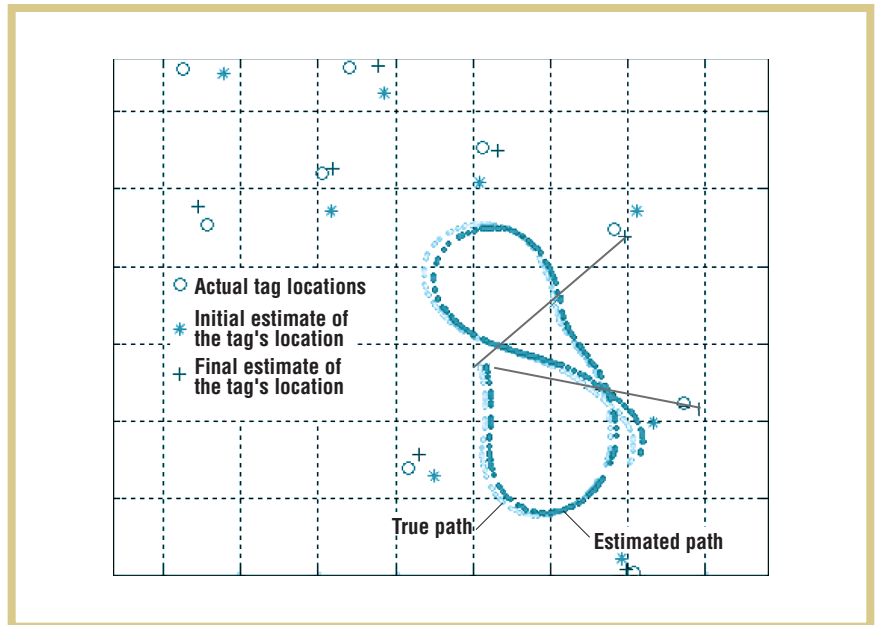 Actual tag locations
Initial estimate of
the tag's location
Final estimate of
the tag's location
True path
Estimated path